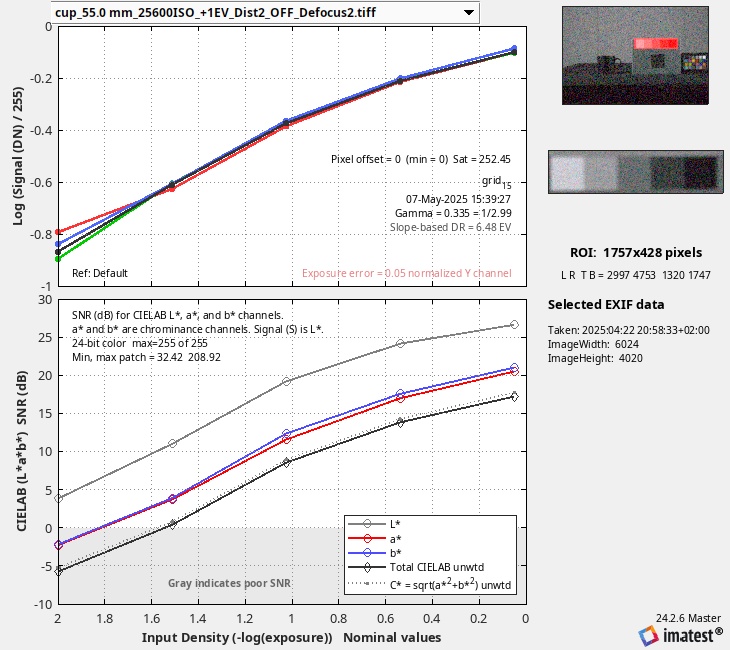 cup_55.0 mm_25600ISO_+1EV_Dist2_OFF_Defocus2.tiff
0
-0.2
-0.4
-0.6
-0.8
-1
Log (Signal (DN) / 255)
Pixel offset = 0 (min = 0) Sat = 252.45
grid15
07-May-2025 15:39:27
Gamma = 0.335 = 1/2.99
Slope-based DR = 6.48 EV
Ref: Default
Exposure error = 0.05 normalized Y channel
ROI: 1757x428 pixels
L R T B = 2997 4753 1320 1747
Selected EXIF data
Taken: 2025:04:22 20:58:33+02:00
ImageWidth: 6024
ImageHeight: 4020
30
25
20
15
10
5
0
-5
-10
CIELAB (L*a*b*) SNR (dB)
SNR (dB) for CIELAB L*, a*, and b* channels.
a* and b* are chrominance channels. Signal (S) is L*.
24-bit color max=255 of 255
Min, max patch = 32.42 208.92
L*
a*
b*
Total CIELAB unwtd
C* = sqrt(a*2+b*2) unwtd
Gray indicates poor SNR
2 1.8 1.6 1.4 1.2 1 0.8 0.6 0.4 0.2 0
Input Density (-log(exposure)) Nominal values
24.2.6 Master
imatest®